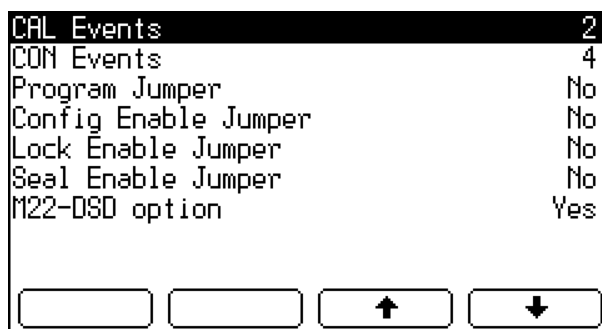 CAL Events 2
CON Events 4
Program Jumper No
Config Enable Jumper No
Lock Enable Jumper No
Seal Enable Jumper No
M22-DSD option Yes